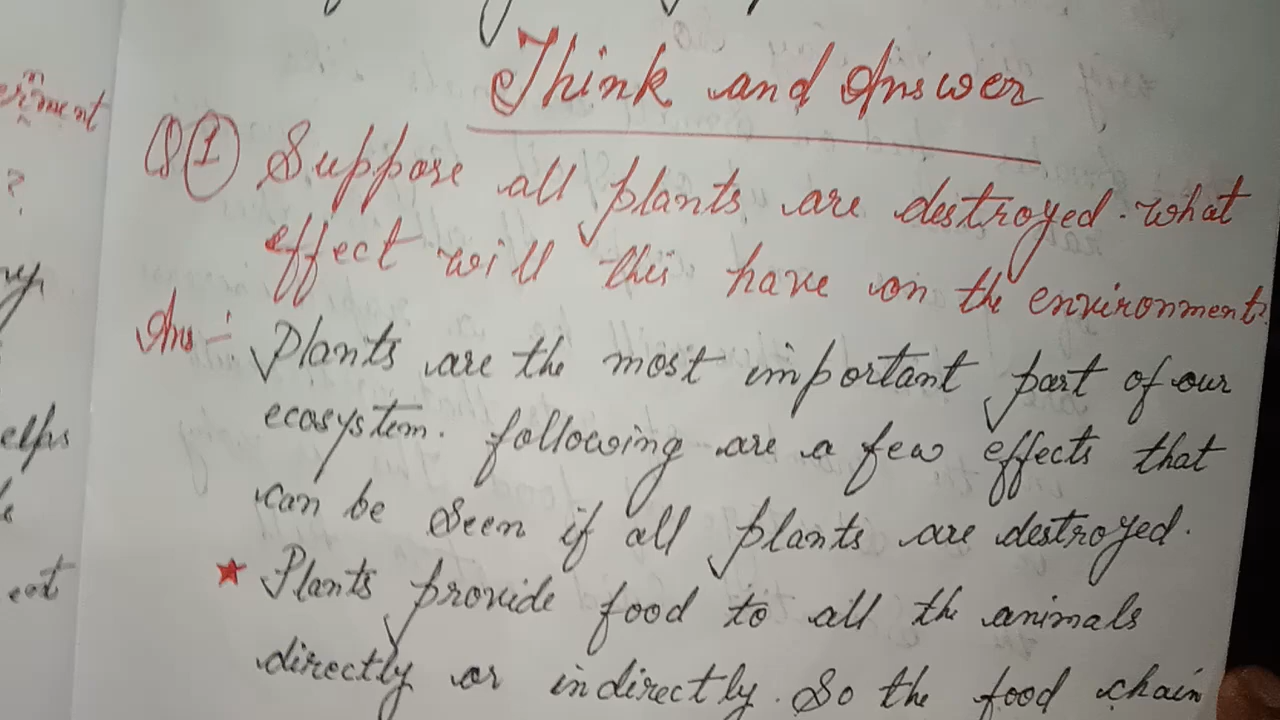 Think and Answer
Q1 Suppose all plants are destroyed. what
effect will this have on the environment?
Ans :- Plants are the most important part of our
ecosystem. following are a few effects that
can be seen if all plants are destroyed.
★ Plants provide food to all the animals
directly or indirectly. So the food chain